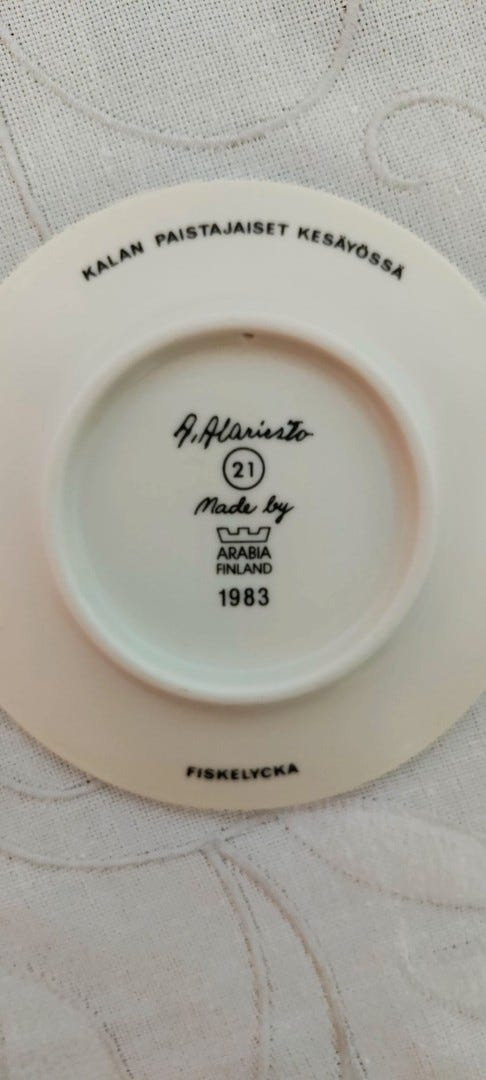 KALAN PAISTAJAISET KESÄYÖSSÄ
A. Alariesto
21
Made by
ARABIA
FINLAND
1983
FISKELYCKA